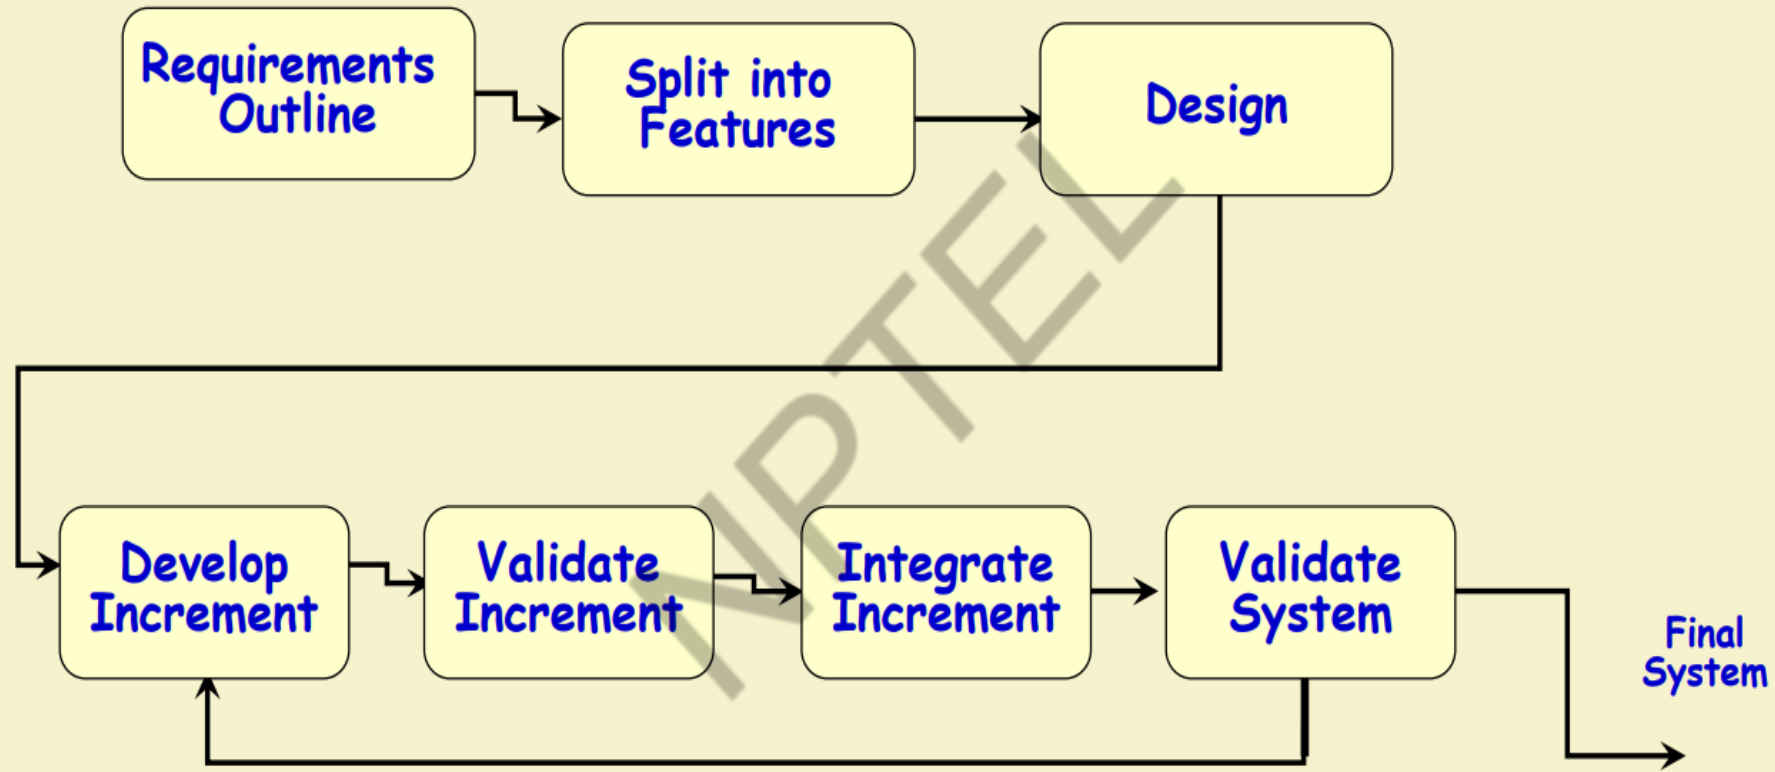 Requirements
Outline
Split into
Features
Design
Develop
Increment
Validate
Increment
Integrate
Increment
Validate
System
Final
System
NPTEL